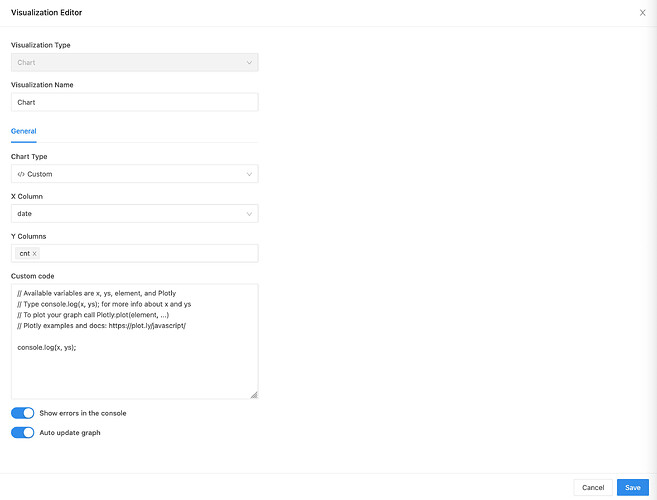 Visualization Editor
Visualization Type
Chart
Visualization Name
Chart
General
Chart Type
</> Custom
X Column
date
Y Columns
cnt ×
Custom code
// Available variables are x, ys, element, and Plotly
// Type console.log(x, ys); for more info about x and ys
// To plot your graph call Plotly.plot(element, ...)
// Plotly examples and docs: https://plot.ly/javascript/
console.log(x, ys);
Show errors in the console
Auto update graph
Cancel Save